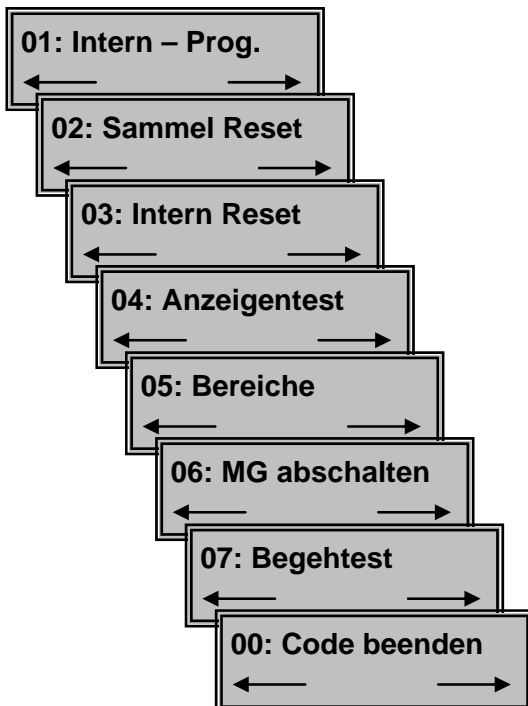 01: Intern – Prog.
02: Sammel Reset
03: Intern Reset
04: Anzeigentest
05: Bereiche
06: MG abschalten
07: Begehtest
00: Code beenden